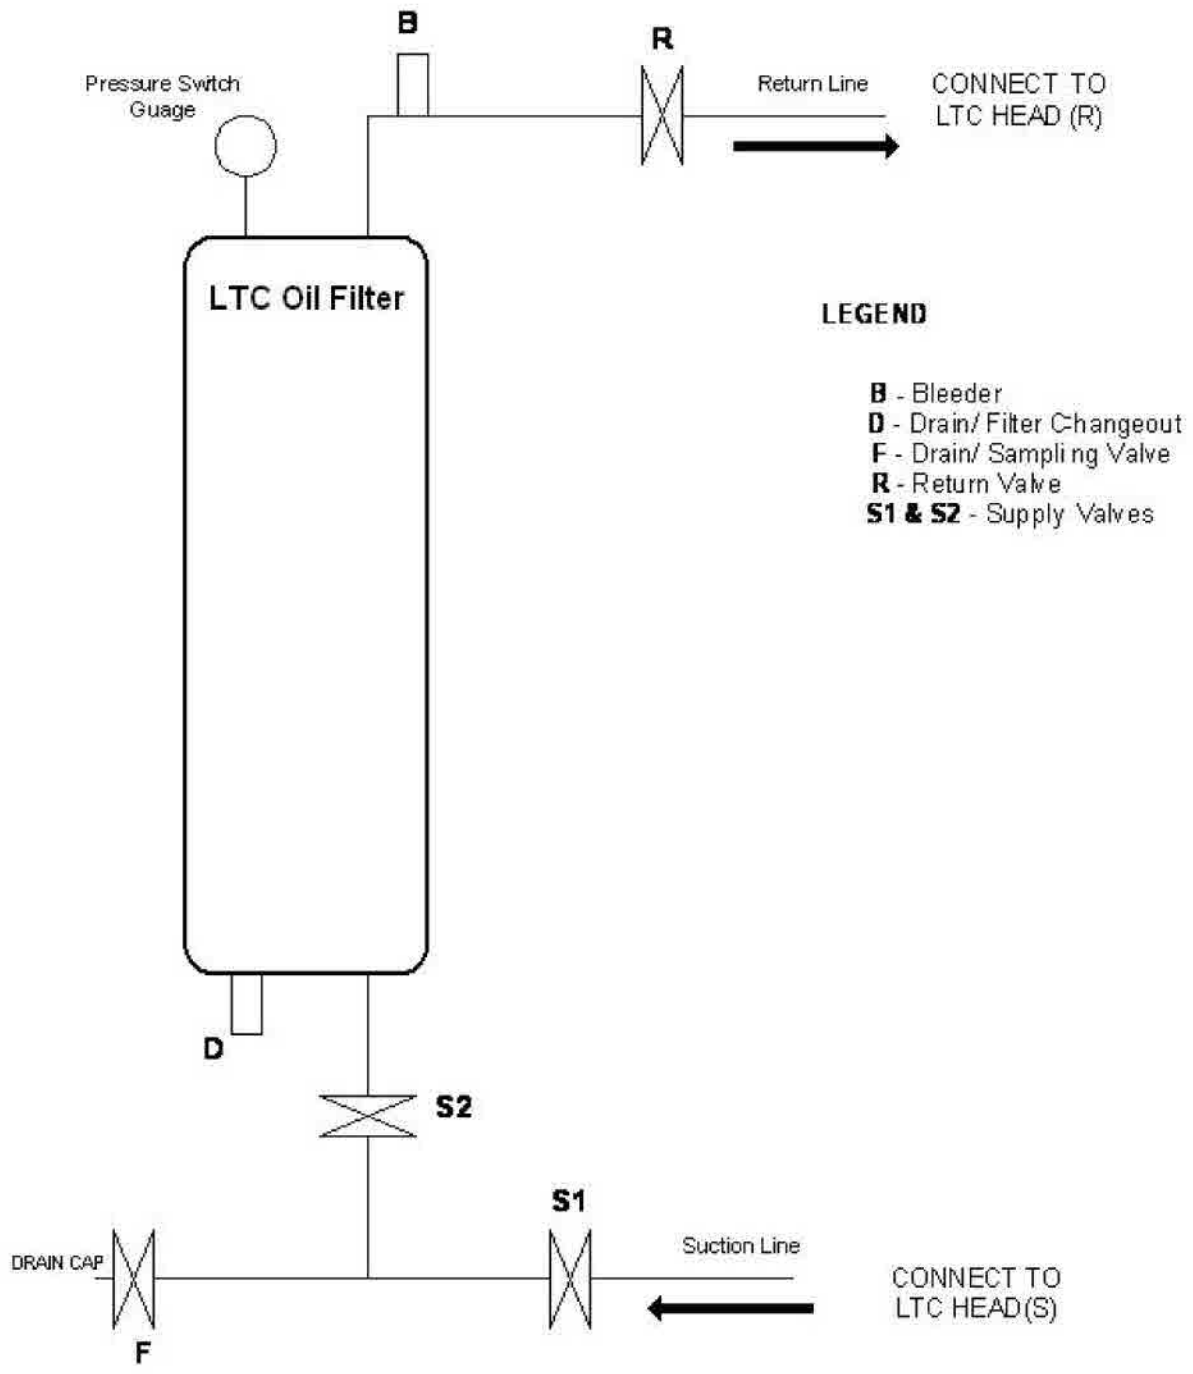 B
R
Pressure Switch
Guage
Return Line
CONNECT TO
LTC HEAD (R)
LTC Oil Filter
LEGEND
B - Bleeder
D - Drain/ Filter Changeout
F - Drain/ Sampling Valve
R - Return Valve
S1 & S2 - Supply Valves
D
S2
S1
Suction Line
DRAIN CAP
CONNECT TO
LTC HEAD(S)
F